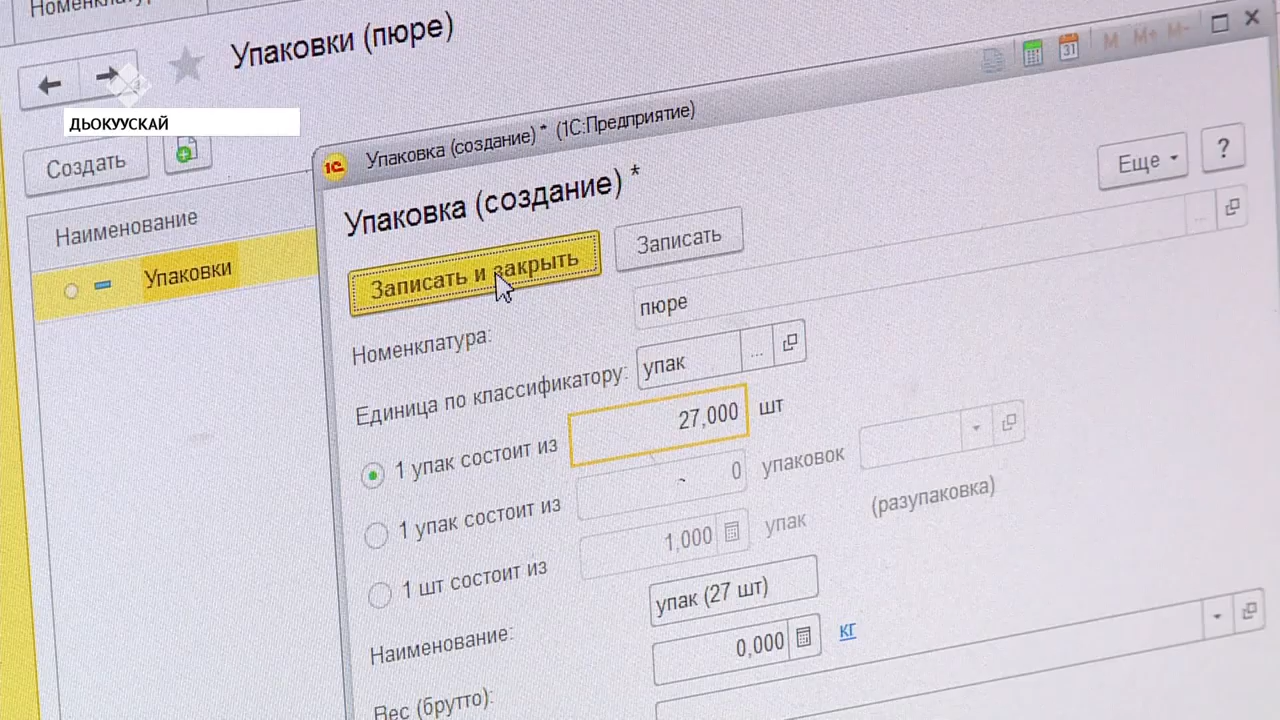 Упаковки (пюре)
ДЬОКУУСКАЙ
Создать
Наименование
Упаковки
31 M M+ M-
1С Упаковка (создание) * (1С:Предприятие)
Упаковка (создание) *
Еще ?
Записать и закрыть Записать
Номенклатура: пюре
Единица по классификатору: упак ...
1 упак состоит из 27,000 шт
1 упак состоит из 0 упаковок
1 шт состоит из 1,000 упак (разупаковка)
Наименование: упак (27 шт)
Вес (брутто): 0,000 кг